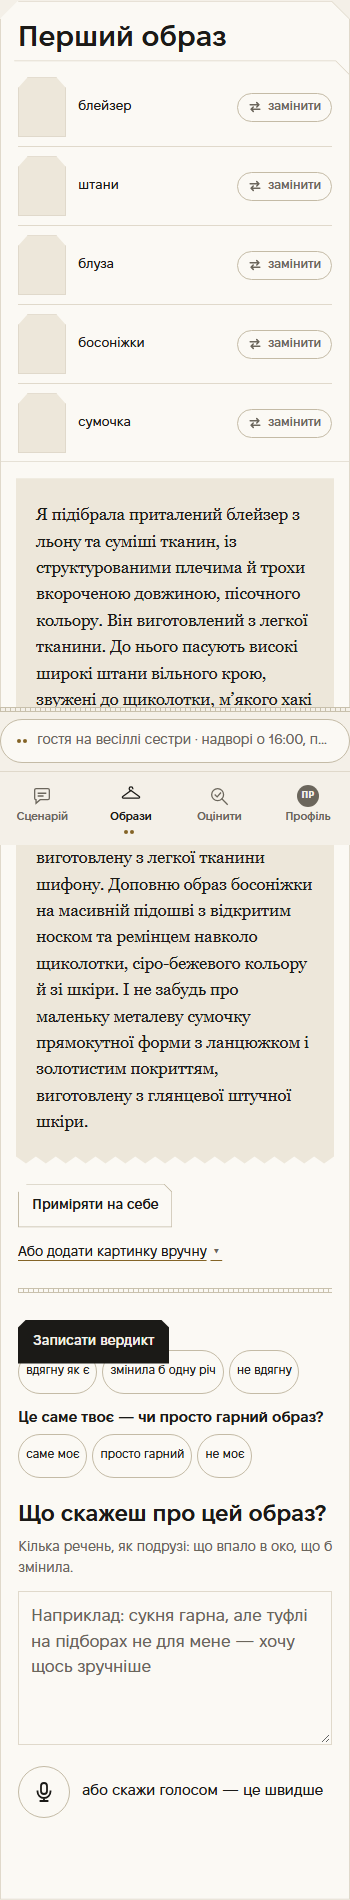 Перший образ
блейзер
замінити
штани
замінити
блуза
замінити
босоніжки
замінити
сумочка
замінити
Я підібрала приталений блейзер з
льону та суміші тканин, із
структурованими плечима й трохи
вкороченою довжиною, пісочного
кольору. Він виготовлений з легкої
тканини. До нього пасують високі
широкі штани вільного крою,
звужені до щиколотки, м’якого хакі
гостя на весіллі сестри · надворі о 16:00, п...
Сценарій
Образи
Оцінити
ПР
Профіль
виготовлену з легкої тканини
шифону. Доповню образ босоніжки
на масивній підошві з відкритим
носком та ремінцем навколо
щиколотки, сіро-бежевого кольору
й зі шкіри. І не забудь про
маленьку металеву сумочку
прямокутної форми з ланцюжком і
золотистим покриттям,
виготовлену з глянцевої штучної
шкіри.
Приміряти на себе
Або додати картинку вручну
Записати вердикт
вдягну як є
змінила б одну річ
не вдягну
Це саме твоє — чи просто гарний образ?
саме моє
просто гарний
не моє
Що скажеш про цей образ?
Кілька речень, як подрузі: що впало в око, що б
змінила.
Наприклад: сукня гарна, але туфлі
на підборах не для мене — хочу
щось зручніше
або скажи голосом — це швидше